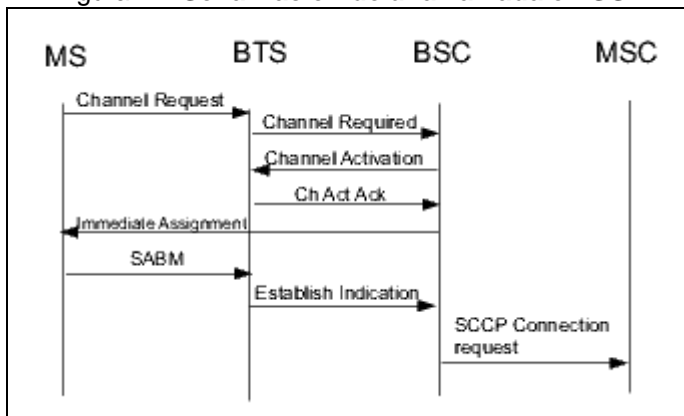 MS BTS BSC MSC
Channel Request
Channel Required
Channel Activation
Ch Act Ack
Immediate Assignment
SABM
Establish Indication
SCCP Connection
request